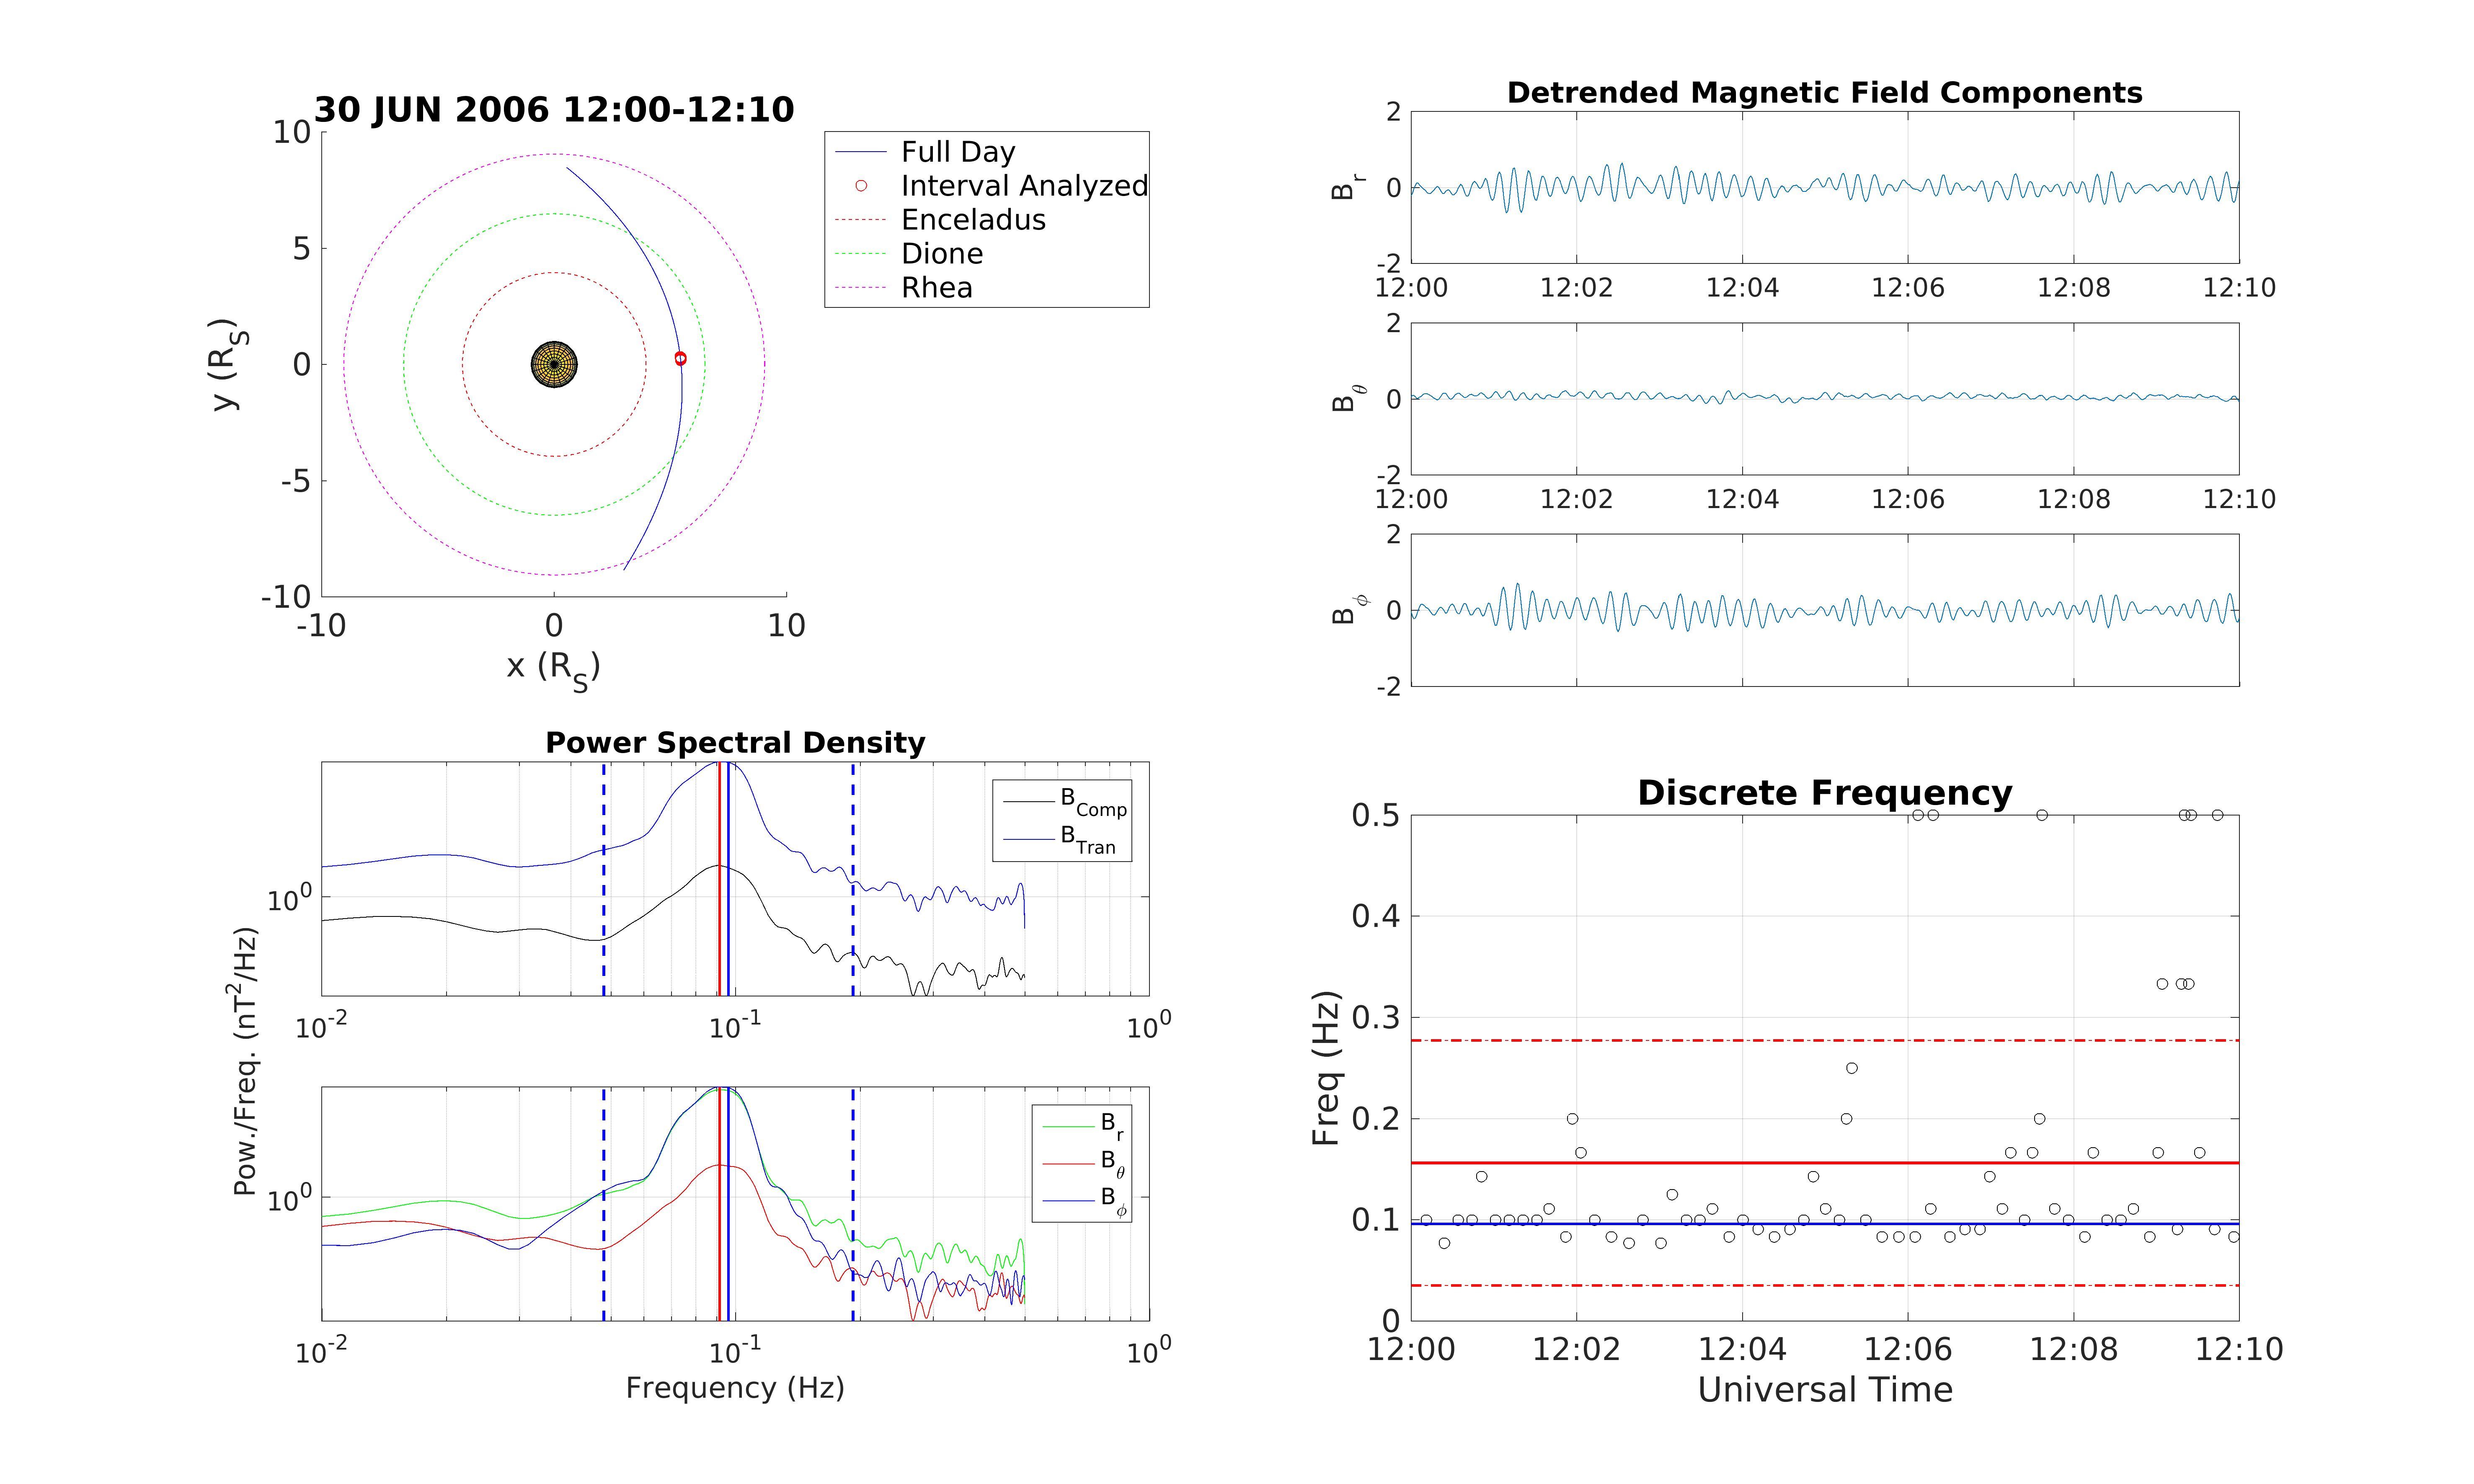 30 JUN 2006 12:00-12:10
10
5
0
-5
-10
y (R_S)
-10 0 10
x (R_S)
Full Day
Interval Analyzed
Enceladus
Dione
Rhea
Detrended Magnetic Field Components
2
0
-2
B_r
12:00 12:02 12:04 12:06 12:08 12:10
2
0
-2
B_θ
12:00 12:02 12:04 12:06 12:08 12:10
2
0
-2
B_ϕ
Power Spectral Density
10^0
B_Comp
B_Tran
10^-2 10^-1 10^0
Pow./Freq. (nT^2/Hz)
10^0
B_r
B_θ
B_ϕ
10^-2 10^-1 10^0
Frequency (Hz)
Discrete Frequency
0.5
0.4
0.3
0.2
0.1
0
Freq (Hz)
12:00 12:02 12:04 12:06 12:08 12:10
Universal Time